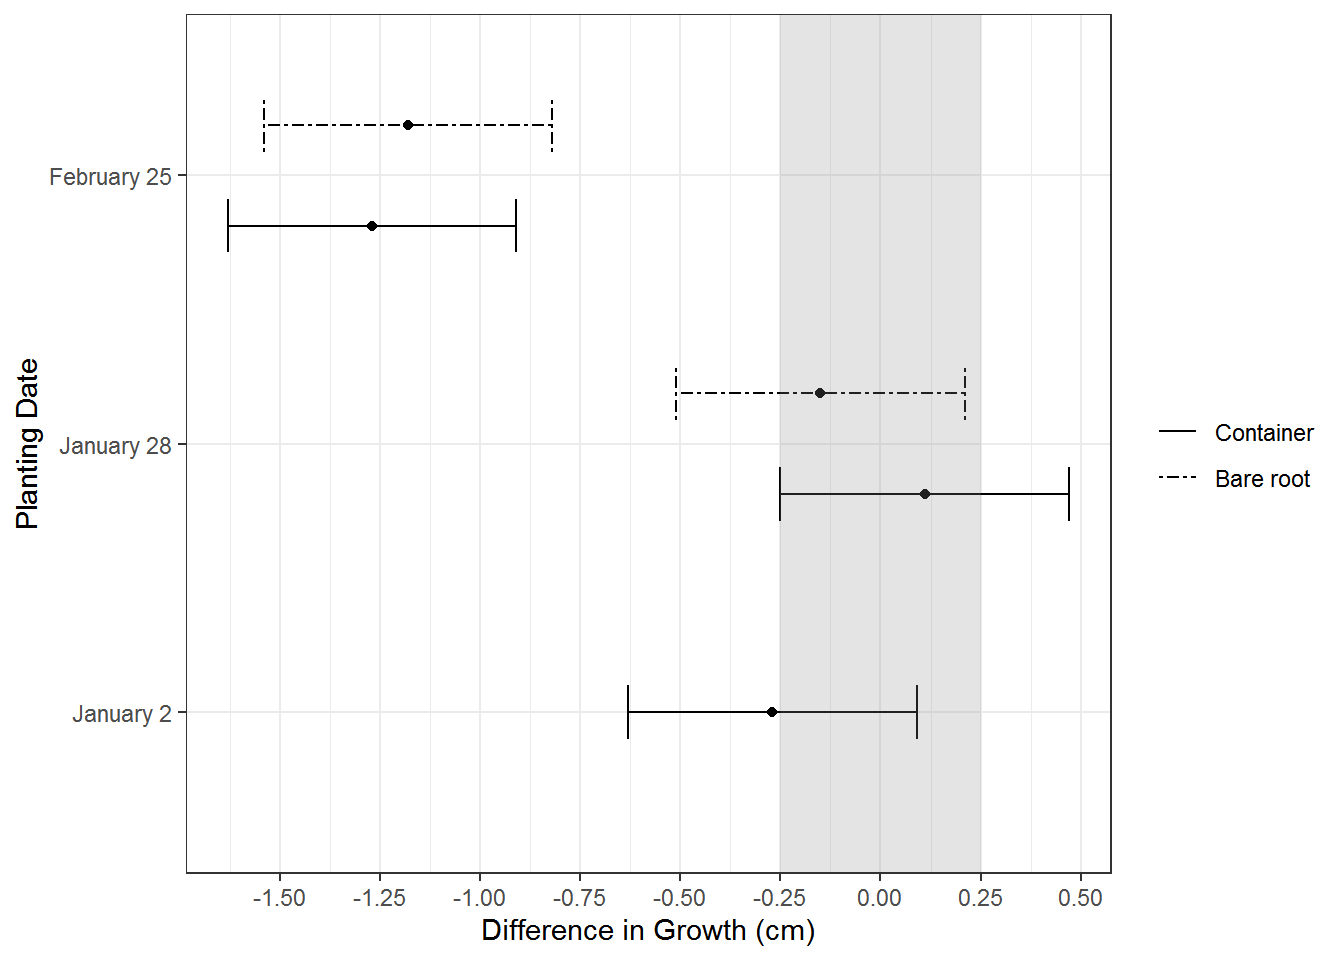 Planting Date
February 25
January 28
January 2
-1.50 -1.25 -1.00 -0.75 -0.50 -0.25 0.00 0.25 0.50
Difference in Growth (cm)
Container
Bare root